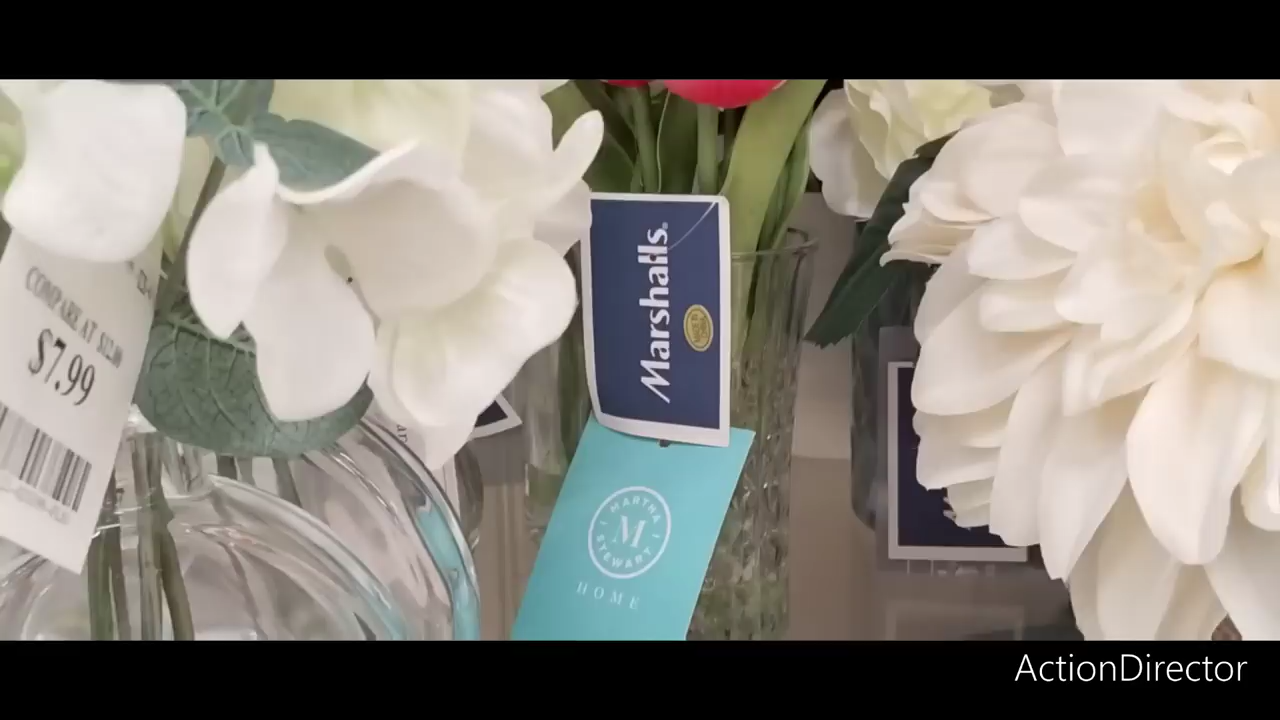 COMPARE AT $12.00
$7.99
Marshalls.
MARTHA
M
STEWART
HOME
ActionDirector